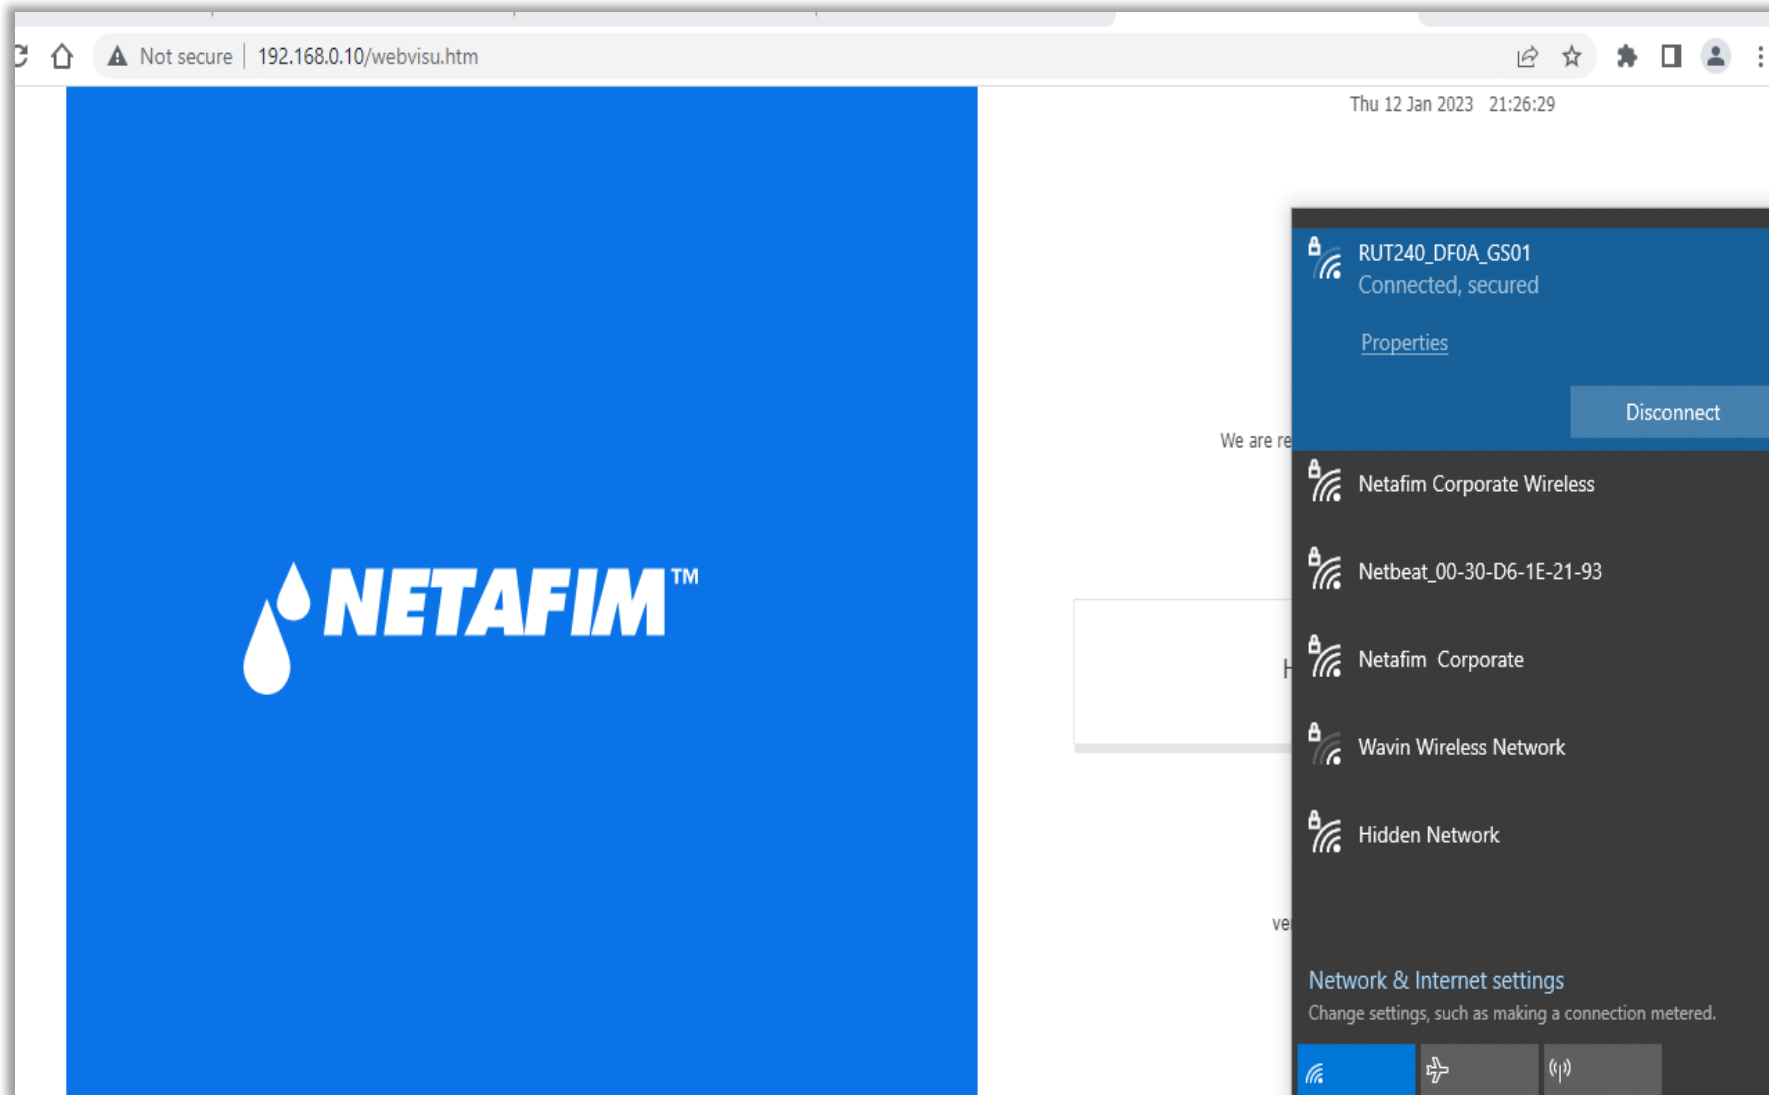 Not secure 192.168.0.10/webvisu.htm
Thu 12 Jan 2023 21:26:29
NETAFIM™
We are
RUT240_DF0A_GS01
Connected, secured
Properties
Disconnect
Netafim Corporate Wireless
Netbeat_00-30-D6-1E-21-93
Netafim Corporate
Wavin Wireless Network
Hidden Network
Network & Internet settings
Change settings, such as making a connection metered.